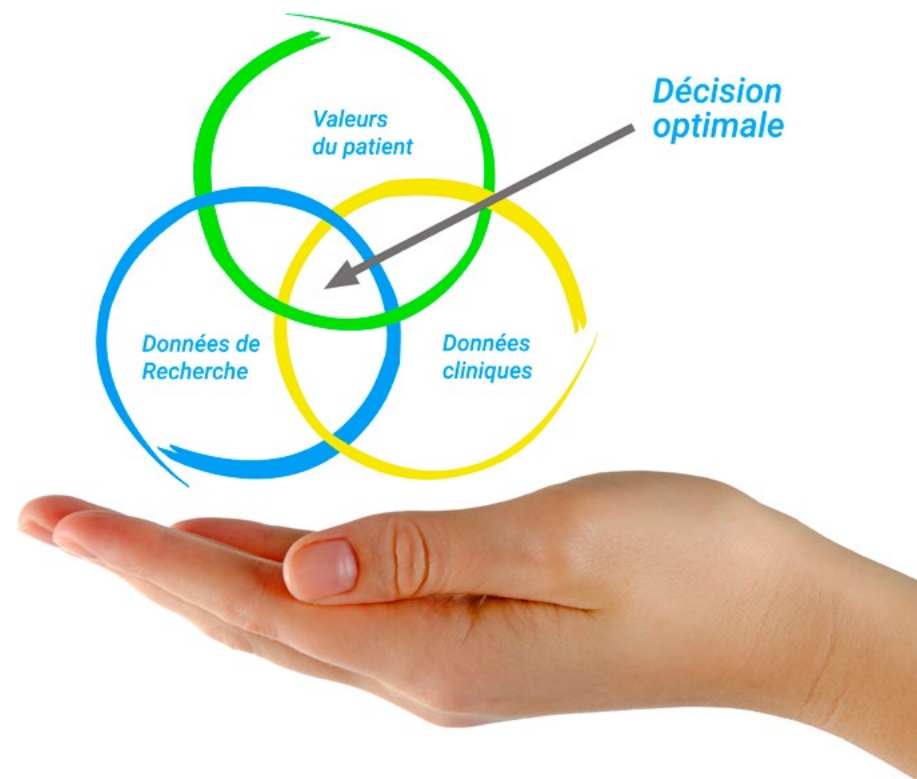 Valeurs
du patient
Décision
optimale
Données de
Recherche
Données
cliniques